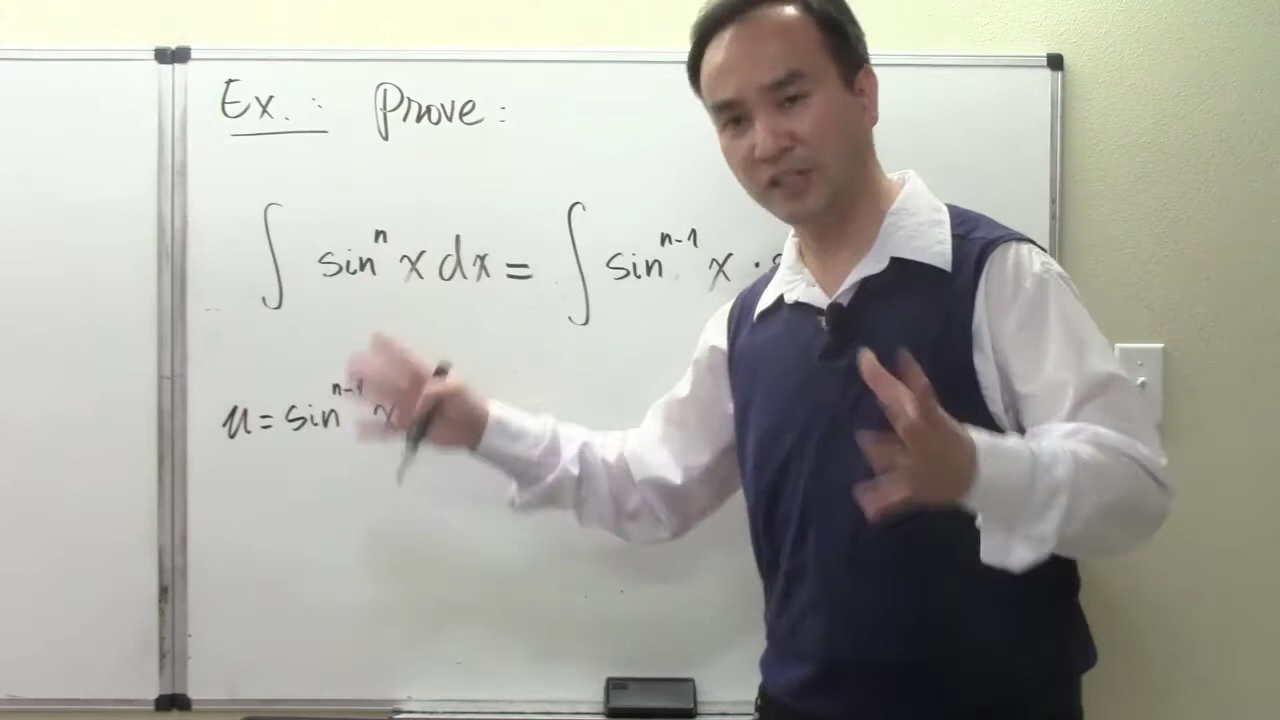 Ex. : Prove :
∫ sinⁿ x dx = ∫ sinⁿ⁻¹ x ·
u = sinⁿ⁻¹ x